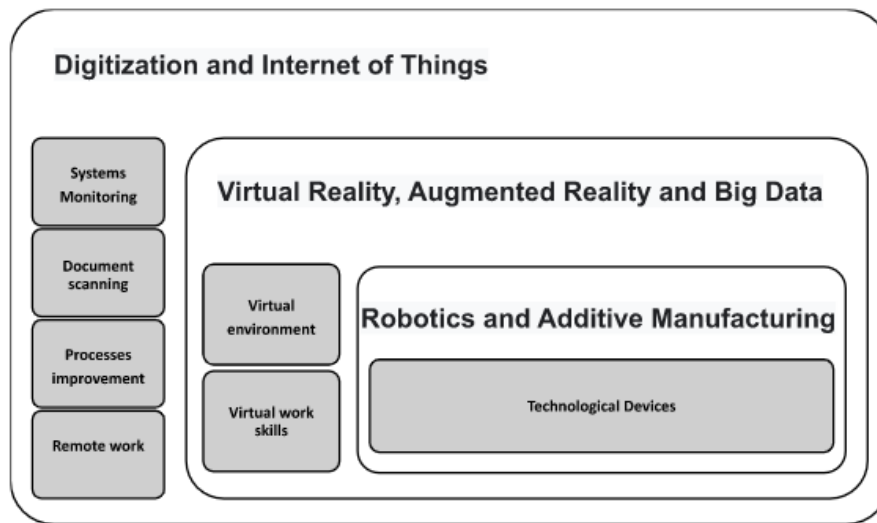 Digitization and Internet of Things
Systems
Monitoring
Document
scanning
Processes
improvement
Remote work
Virtual Reality, Augmented Reality and Big Data
Virtual
environment
Virtual work
skills
Robotics and Additive Manufacturing
Technological Devices